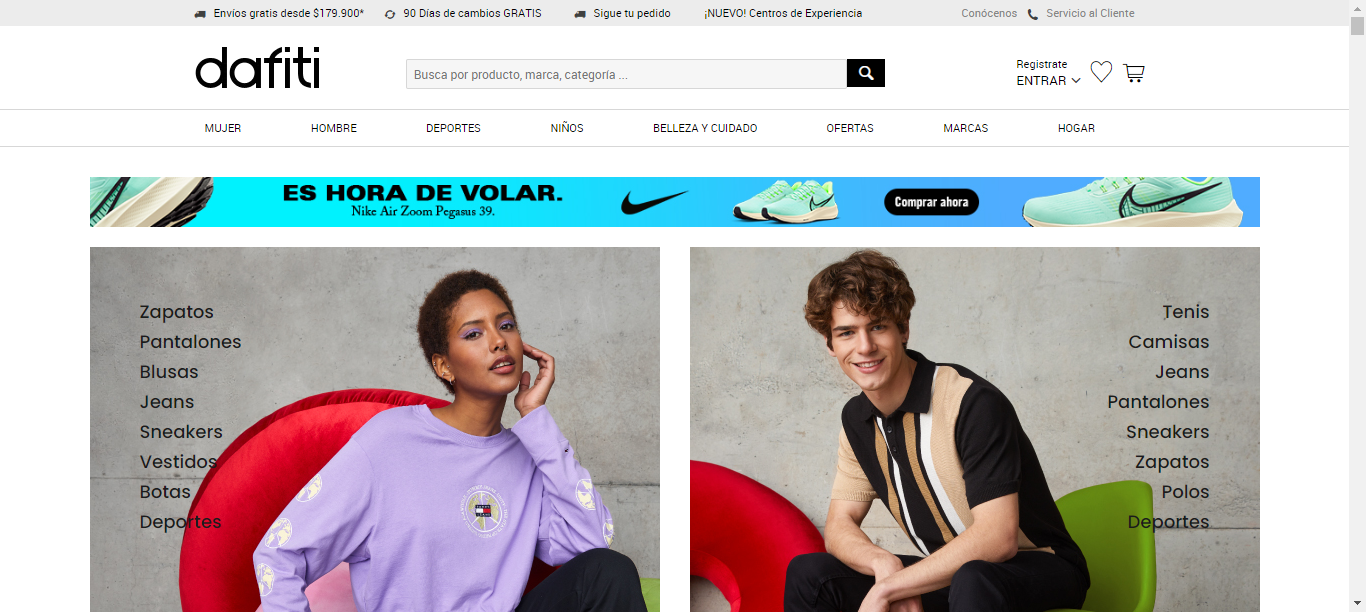 Envíos gratis desde $179.900*
90 Días de cambios GRATIS
Sigue tu pedido
¡NUEVO! Centros de Experiencia
Conócenos
Servicio al Cliente
dafiti
Busca por producto, marca, categoría ...
Registrate
ENTRAR
MUJER
HOMBRE
DEPORTES
NIÑOS
BELLEZA Y CUIDADO
OFERTAS
MARCAS
HOGAR
ES HORA DE VOLAR.
Nike Air Zoom Pegasus 39.
Comprar ahora
Zapatos
Pantalones
Blusas
Jeans
Sneakers
Vestidos
Botas
Deportes
Tenis
Camisas
Jeans
Pantalones
Sneakers
Zapatos
Polos
Deportes